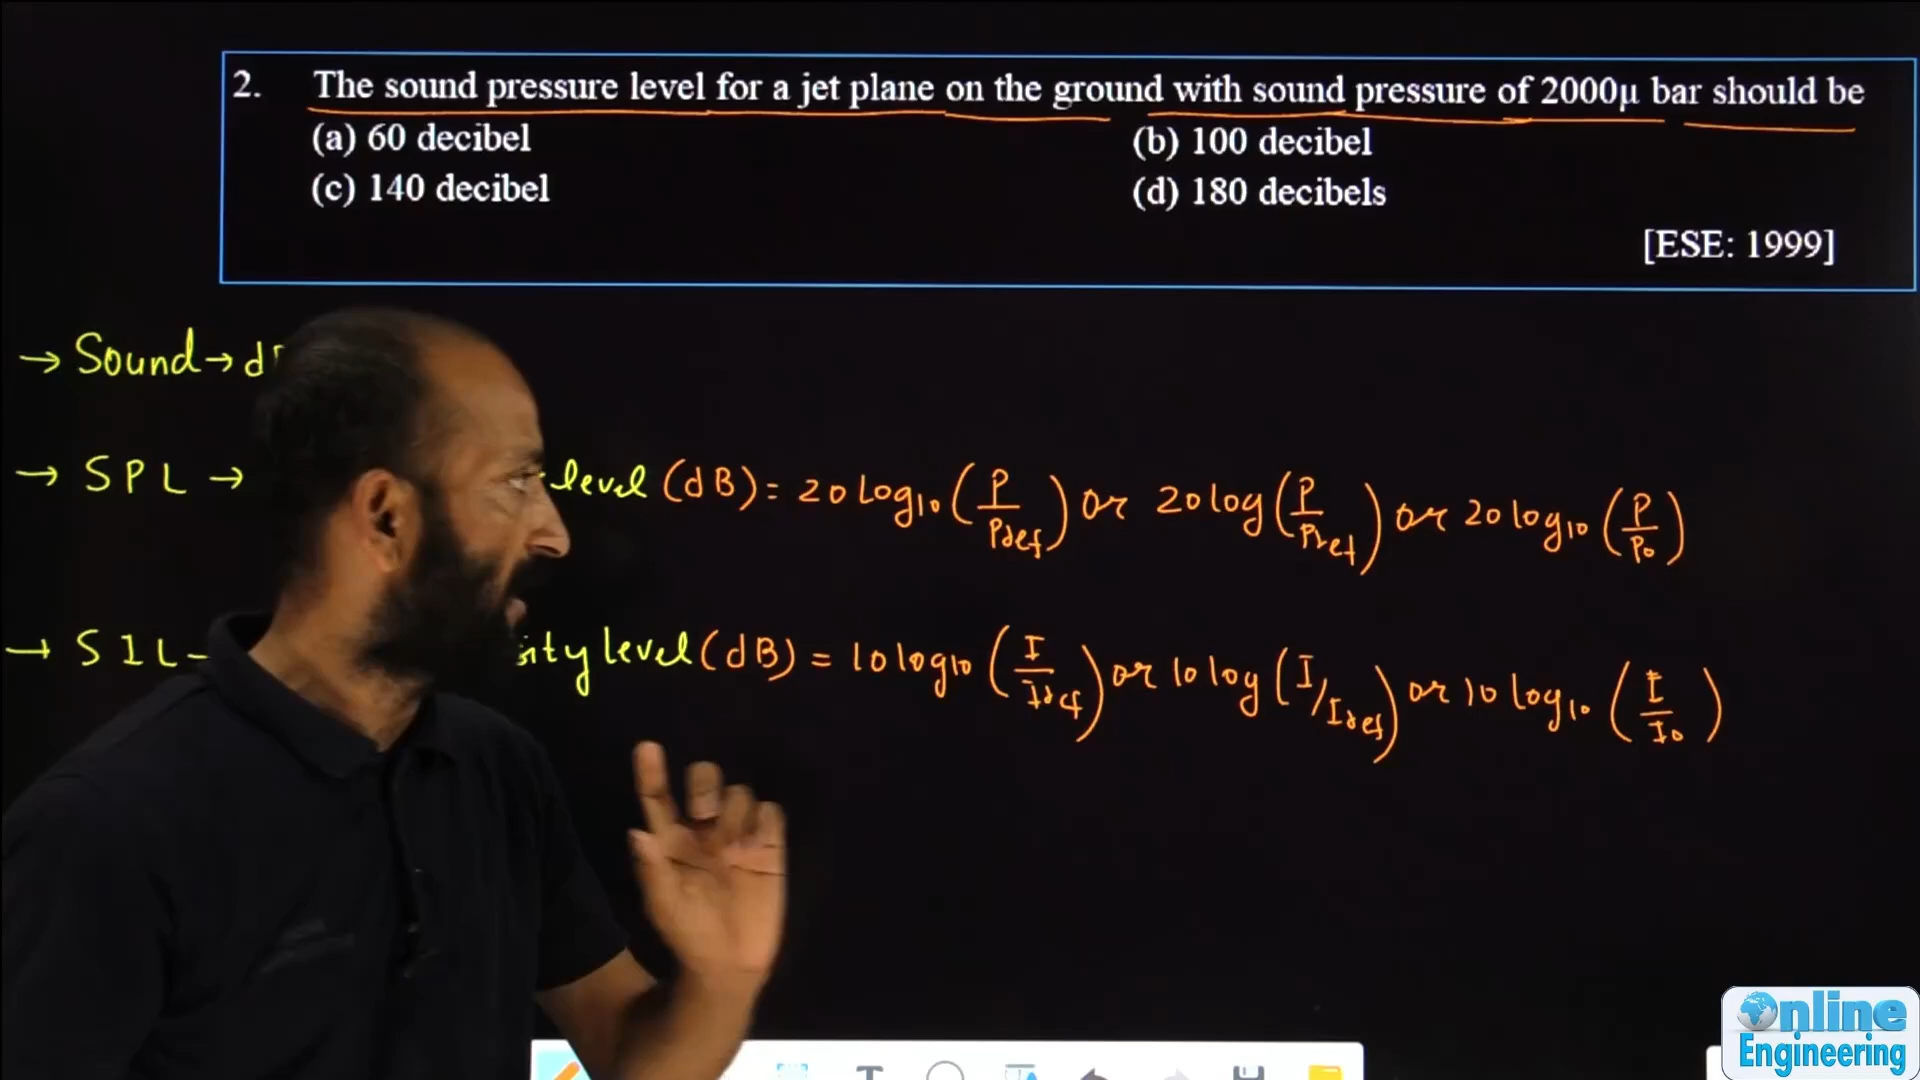 2. The sound pressure level for a jet plane on the ground with sound pressure of 2000μ bar should be
(a) 60 decibel (b) 100 decibel
(c) 140 decibel (d) 180 decibels
[ESE: 1999]
→ Sound → d
→ SPL → level (dB) = 20 Log₁₀ (P/Pref) or 20 log (P/Pref) or 20 log₁₀ (P/P₀)
→ SIL - sity level (dB) = 10 log₁₀ (I/Iref) or 10 log (I/Iref) or 10 log₁₀ (I/I₀)
Online
Engineering